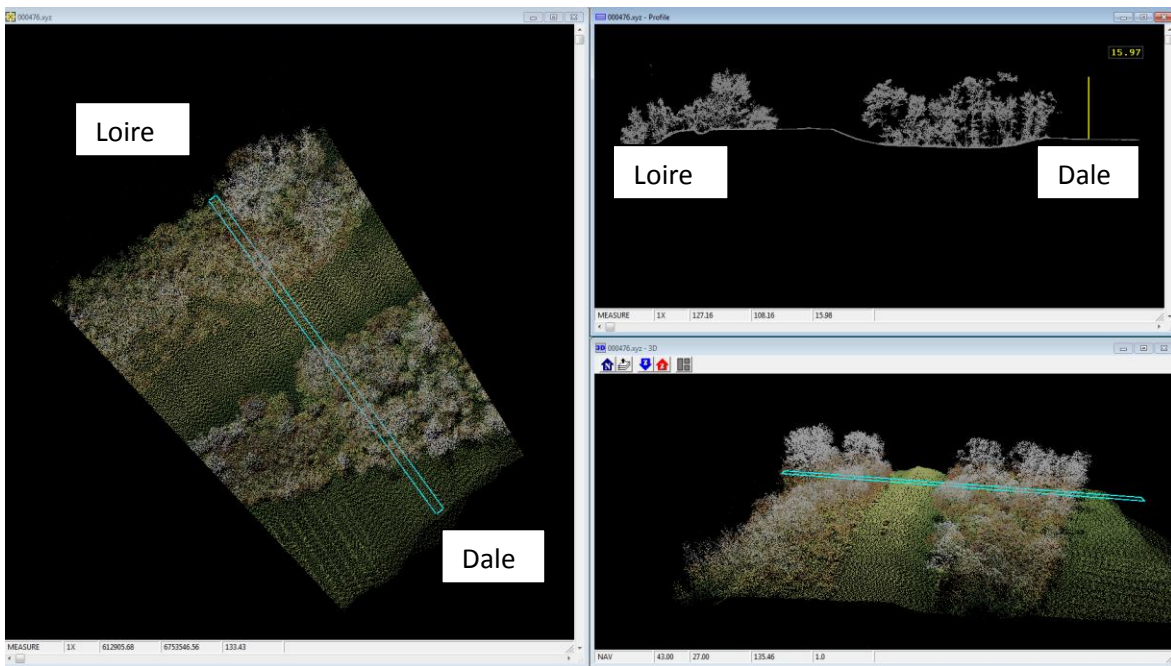 000476.xyz
Loire
Dale
MEASURE 1X 612905.68 6753546.56 133.43
000476.xyz - Profile
15.97
Loire
Dale
MEASURE 1X 127.16 108.16 15.98
3D 000476.xyz - 3D
NAV 43.00 27.00 135.46 1.0